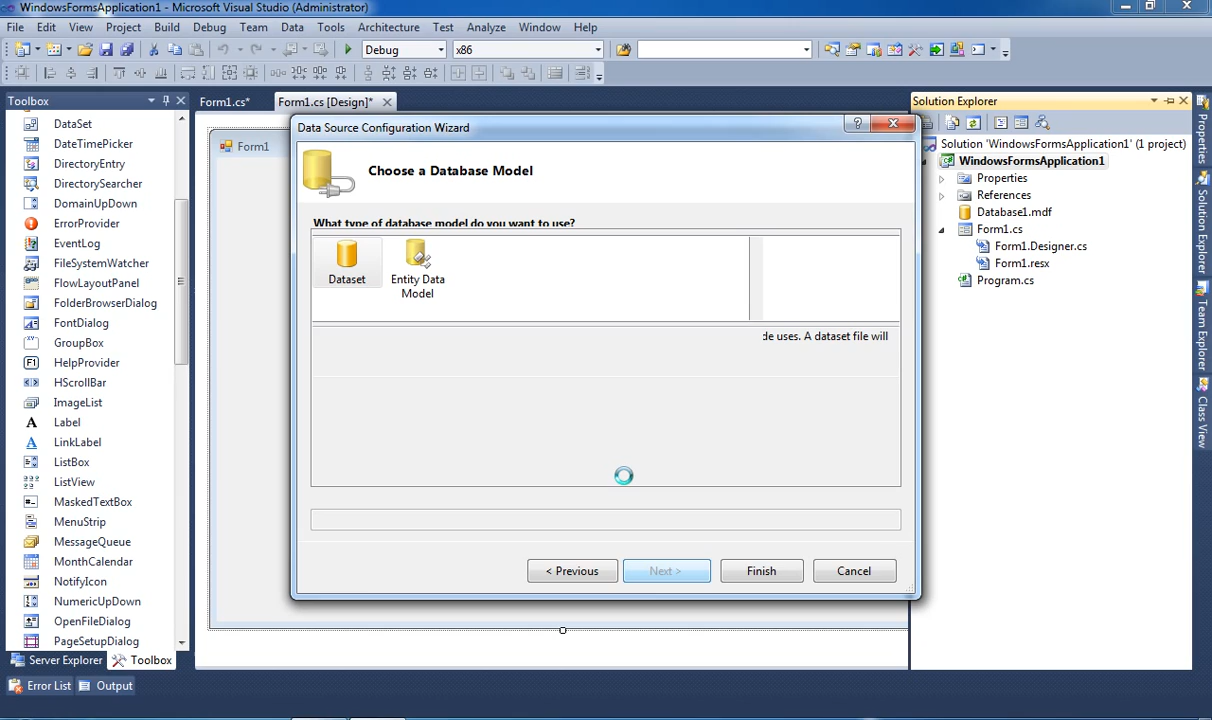 WindowsFormsApplication1 - Microsoft Visual Studio (Administrator)
File Edit View Project Build Debug Team Data Tools Architecture Test Analyze Window Help
Debug x86
Toolbox
Form1.cs* Form1.cs [Design]*
Solution Explorer
DataSet
DateTimePicker
DirectoryEntry
DirectorySearcher
DomainUpDown
ErrorProvider
EventLog
FileSystemWatcher
FlowLayoutPanel
FolderBrowserDialog
FontDialog
GroupBox
HelpProvider
HScrollBar
ImageList
Label
LinkLabel
ListBox
ListView
MaskedTextBox
MenuStrip
MessageQueue
MonthCalendar
NotifyIcon
NumericUpDown
OpenFileDialog
PageSetupDialog
Server Explorer Toolbox
Error List Output
Form1
Data Source Configuration Wizard
Choose a Database Model
What type of database model do you want to use?
Dataset
Entity Data
Model
de uses. A dataset file will
< Previous Next > Finish Cancel
Solution 'WindowsFormsApplication1' (1 project)
WindowsFormsApplication1
Properties
References
Database1.mdf
Form1.cs
Form1.Designer.cs
Form1.resx
Program.cs
Properties
Solution Explorer
Team Explorer
Class View